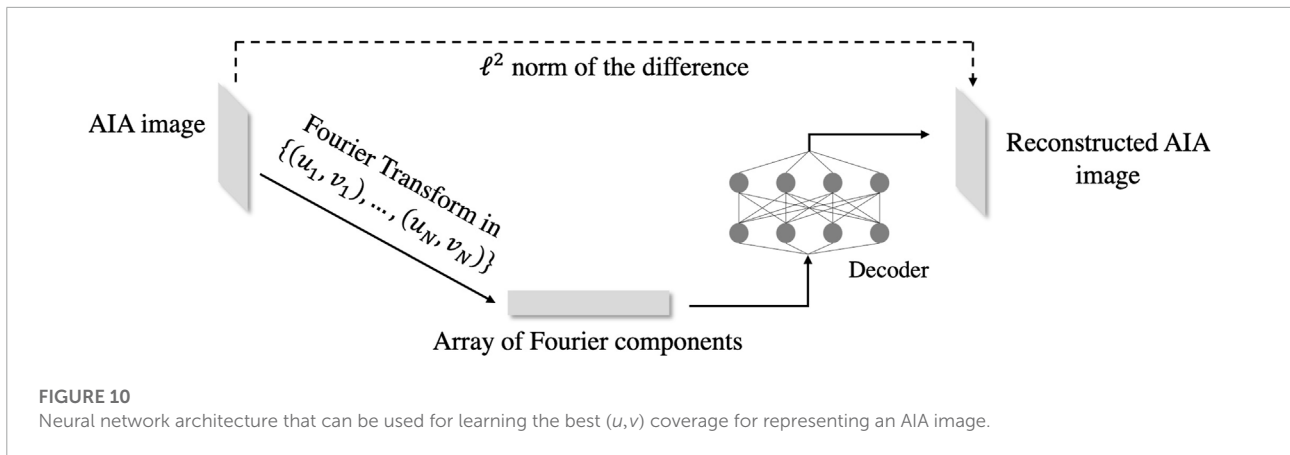 ℓ² norm of the difference
AIA image
Fourier Transform in
{(u₁, v₁), ..., (u_N, v_N)}
Reconstructed AIA
image
Decoder
Array of Fourier components
FIGURE 10
Neural network architecture that can be used for learning the best (u,v) coverage for representing an AIA image.